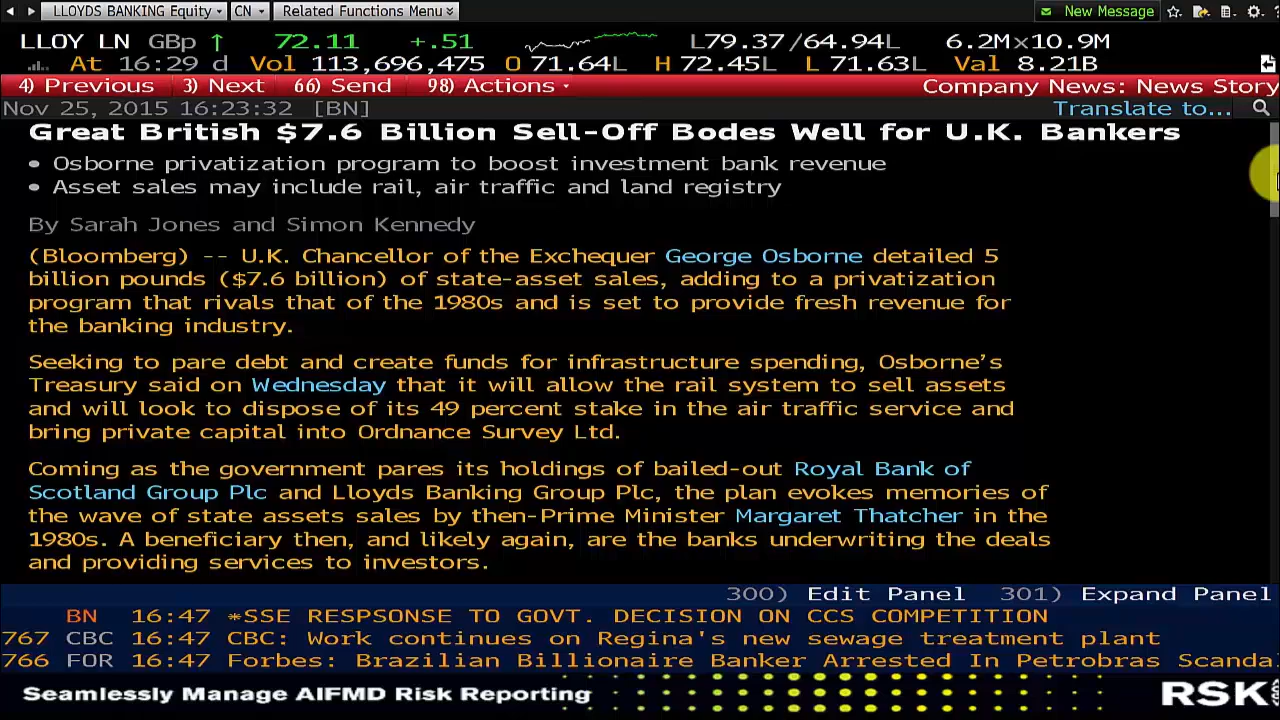 LLOYDS BANKING Equity CN Related Functions Menu New Message
LLOY LN GBp ↑ 72.11 +.51 L79.37/64.94L 6.2M×10.9M
At 16:29 d Vol 113,696,475 O 71.64L H 72.45L L 71.63L Val 8.21B
4) Previous 3) Next 66) Send 98) Actions Company News: News Story
Nov 25, 2015 16:23:32 [BN] Translate to...
Great British $7.6 Billion Sell-Off Bodes Well for U.K. Bankers
• Osborne privatization program to boost investment bank revenue
• Asset sales may include rail, air traffic and land registry
By Sarah Jones and Simon Kennedy
(Bloomberg) -- U.K. Chancellor of the Exchequer George Osborne detailed 5
billion pounds ($7.6 billion) of state-asset sales, adding to a privatization
program that rivals that of the 1980s and is set to provide fresh revenue for
the banking industry.
Seeking to pare debt and create funds for infrastructure spending, Osborne's
Treasury said on Wednesday that it will allow the rail system to sell assets
and will look to dispose of its 49 percent stake in the air traffic service and
bring private capital into Ordnance Survey Ltd.
Coming as the government pares its holdings of bailed-out Royal Bank of
Scotland Group Plc and Lloyds Banking Group Plc, the plan evokes memories of
the wave of state assets sales by then-Prime Minister Margaret Thatcher in the
1980s. A beneficiary then, and likely again, are the banks underwriting the deals
and providing services to investors.
300) Edit Panel 301) Expand Panel
BN 16:47 *SSE RESPSONSE TO GOVT. DECISION ON CCS COMPETITION
767 CBC 16:47 CBC: Work continues on Regina's new sewage treatment plant
766 FOR 16:47 Forbes: Brazilian Billionaire Banker Arrested In Petrobras Scanda
Seamlessly Manage AIFMD Risk Reporting RSK